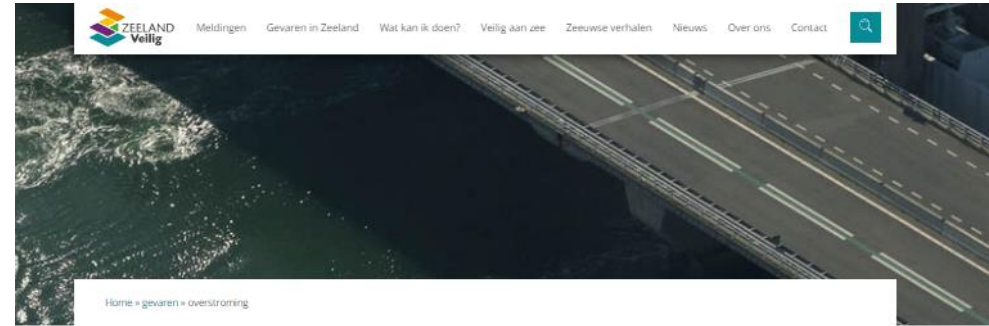 ZEELAND
Veilig
Meldingen Gevaren in Zeeland Wat kan ik doen? Veilig aan zee Zeeuwse verhalen Nieuws Over ons Contact
Home » gevaren » overstroming